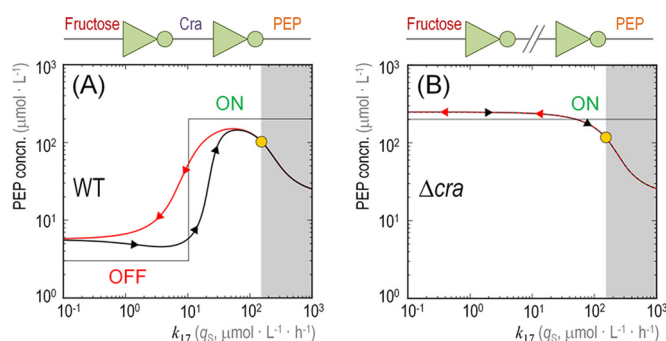 Fructose Cra PEP
Fructose PEP
(A)
ON
WT
OFF
PEP concn. (μmol · L⁻¹)
10³
10²
10¹
10⁰
10⁻¹ 10⁰ 10¹ 10² 10³
k₁₇ (qₛ, μmol · L⁻¹ · h⁻¹)
(B)
ON
Δcra
PEP concn. (μmol · L⁻¹)
10³
10²
10¹
10⁰
10⁻¹ 10⁰ 10¹ 10² 10³
k₁₇ (qₛ, μmol · L⁻¹ · h⁻¹)